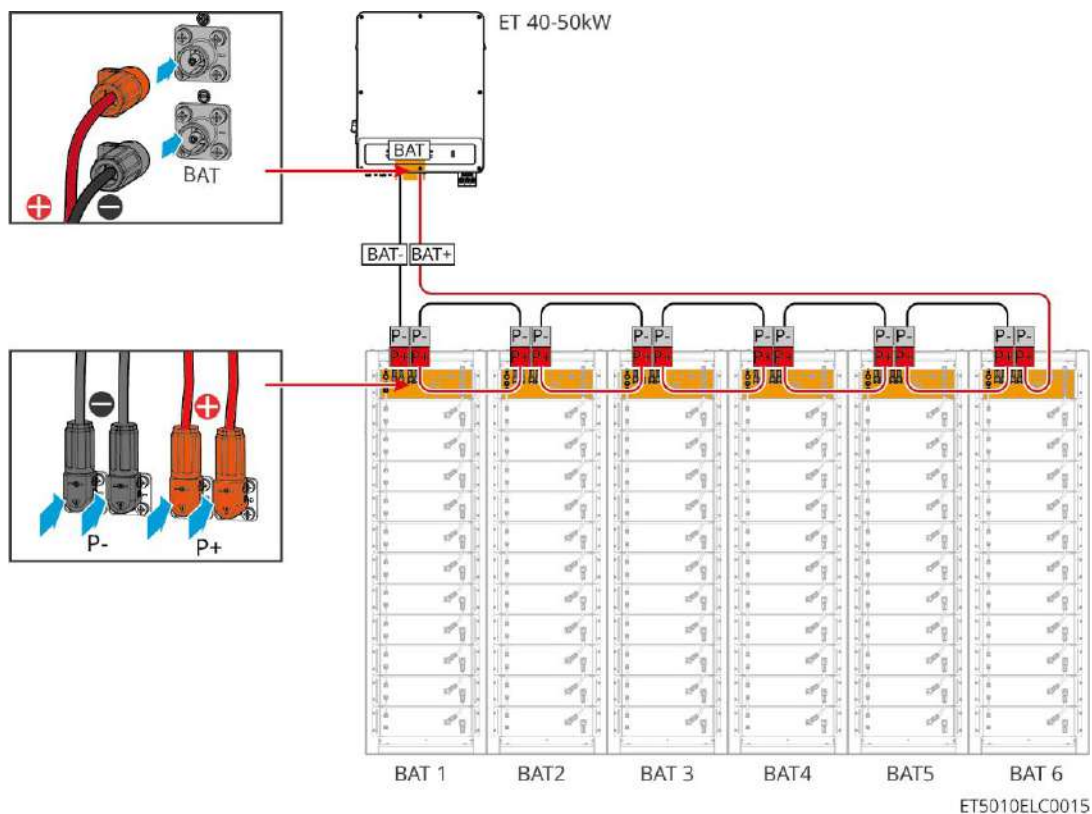 ET 40-50kW
BAT
BAT
BAT- BAT+
P- P- P- P- P- P- P- P- P- P- P- P-
P+ P+ P+ P+ P+ P+ P+ P+ P+ P+ P+ P+
P- P+
BAT 1 BAT2 BAT 3 BAT4 BAT5 BAT 6
ET5010ELC0015